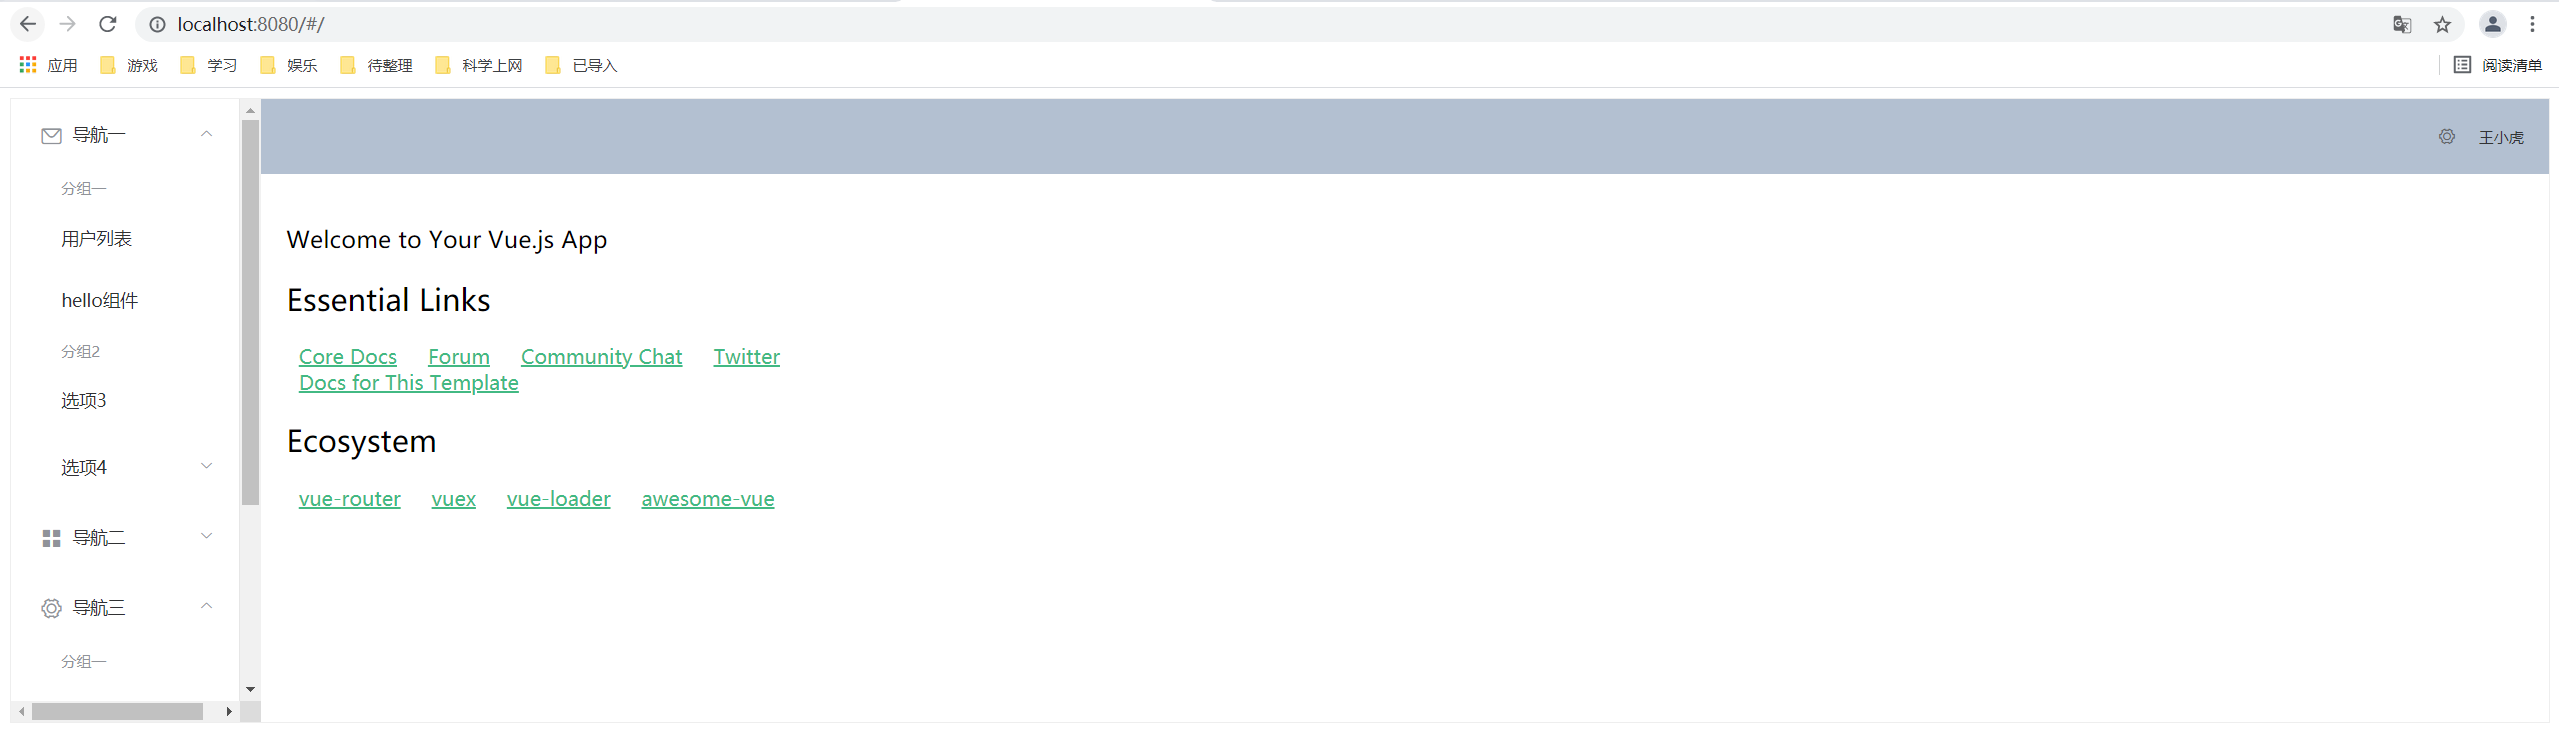 localhost:8080/#/
应用 游戏 学习 娱乐 待整理 科学上网 已导入 阅读清单
王小虎
导航一
分组一
用户列表
hello组件
分组2
选项3
选项4
导航二
导航三
分组一
Welcome to Your Vue.js App
Essential Links
Core Docs Forum Community Chat Twitter
Docs for This Template
Ecosystem
vue-router vuex vue-loader awesome-vue